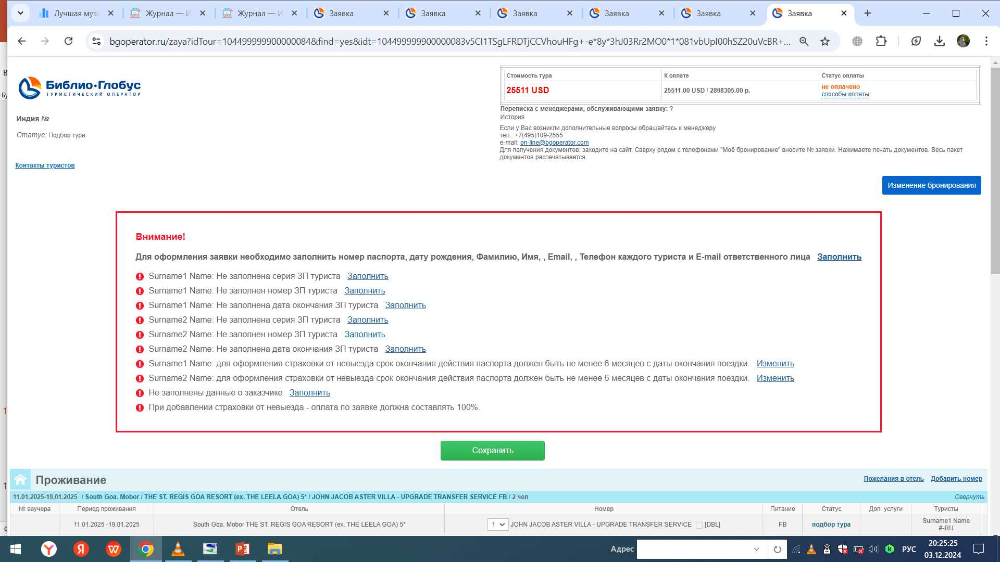 Лучшая музы
Журнал — И
Журнал — И
Заявка
Заявка
Заявка
Заявка
Заявка
Заявка
bgoperator.ru/zaya?idTour=104499999900000084&find=yes&idt=104499999900000083v5Cl1TSgLFRDTjCCVhouHFg+-e*8y*3hJ03Rr2MO0*1*081vbUpI00hSZ20uVcBR+...
Библио·Глобус
ТУРИСТИЧЕСКИЙ ОПЕРАТОР
Стоимость тура К оплате Статус оплаты
25511 USD 25511.00 USD / 2898305.00 р. не оплачено
способы оплаты
Переписка с менеджерами, обслуживающими заявку: ?
История
Индия №
Статус: Подбор тура
Если у Вас возникли дополнительные вопросы обращайтесь к менеджеру
тел.: +7(495)109-2555
e-mail: on-line@bgoperator.com
Для получения документов: заходите на сайт. Сверху рядом с телефонами "Моё бронирование" вносите № заявки. Нажимаете печать документов. Весь пакет
документов распечатывается.
Контакты туристов
Изменение бронирования
Внимание!
Для оформления заявки необходимо заполнить номер паспорта, дату рождения, Фамилию, Имя, , Email, , Телефон каждого туриста и E-mail ответственного лица Заполнить
Surname1 Name: Не заполнена серия ЗП туриста Заполнить
Surname1 Name: Не заполнен номер ЗП туриста Заполнить
Surname1 Name: Не заполнена дата окончания ЗП туриста Заполнить
Surname2 Name: Не заполнена серия ЗП туриста Заполнить
Surname2 Name: Не заполнен номер ЗП туриста Заполнить
Surname2 Name: Не заполнена дата окончания ЗП туриста Заполнить
Surname1 Name: для оформления страховки от невыезда срок окончания действия паспорта должен быть не менее 6 месяцев с даты окончания поездки. Изменить
Surname2 Name: для оформления страховки от невыезда срок окончания действия паспорта должен быть не менее 6 месяцев с даты окончания поездки. Изменить
Не заполнены данные о заказчике Заполнить
При добавлении страховки от невыезда - оплата по заявке должна составлять 100%.
Сохранить
Проживание Пожелания в отель Добавить номер
11.01.2025-19.01.2025 / South Goa. Mobor / THE ST. REGIS GOA RESORT (ex. THE LEELA GOA) 5* / JOHN JACOB ASTER VILLA - UPGRADE TRANSFER SERVICE FB / 2 чел Свернуть
№ ваучера Период проживания Отель Номер Питание Статус Доп. услуги Туристы
11.01.2025 -19.01.2025 South Goa. Mobor THE ST. REGIS GOA RESORT (ex. THE LEELA GOA) 5* 1 JOHN JACOB ASTER VILLA - UPGRADE TRANSFER SERVICE [DBL] FB подбор тура Surname1 Name
#-RU
Адрес
РУС
20:25:25
03.12.2024